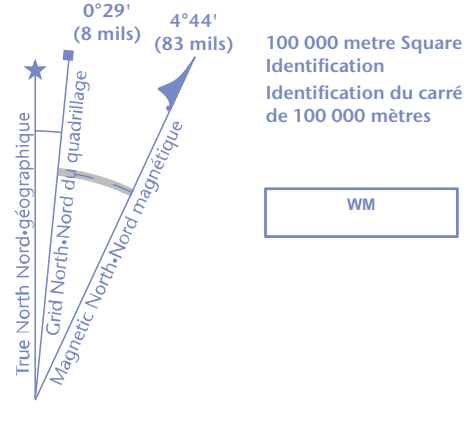 0°29'
(8 mils)
4°44'
(83 mils)
True North Nord•géographique
Grid North•Nord du quadrillage
Magnetic North•Nord magnétique
100 000 metre Square
Identification
Identification du carré
de 100 000 mètres
WM